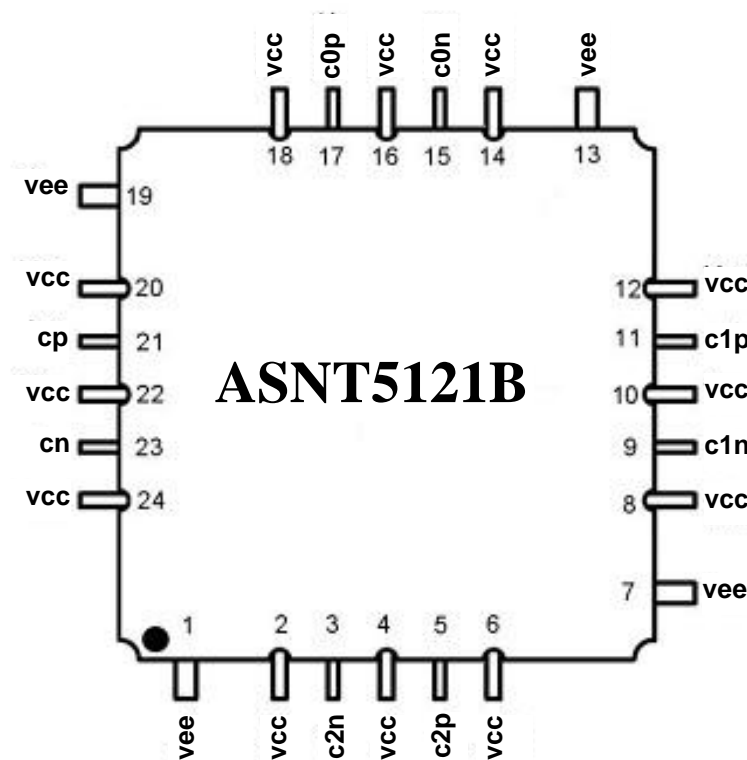 vcc c0p vcc c0n vcc vee
18 17 16 15 14 13
vee 19
vcc 20 12 vcc
cp 21 11 c1p
ASNT5121B
vcc 22 10 vcc
cn 23 9 c1n
vcc 24 8 vcc
7 vee
1 2 3 4 5 6
vee vcc c2n vcc c2p vcc